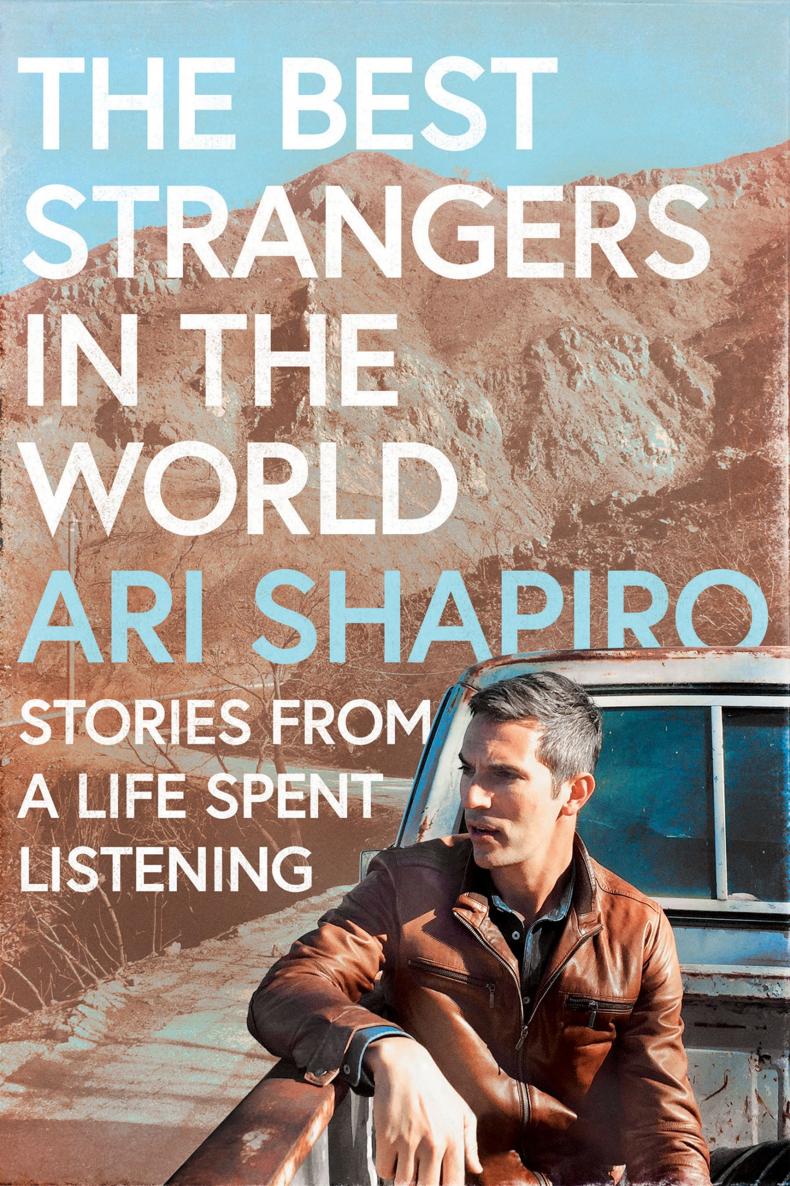 THE BEST
STRANGERS
IN THE
WORLD
ARI SHAPIRO
STORIES FROM
A LIFE SPENT
LISTENING